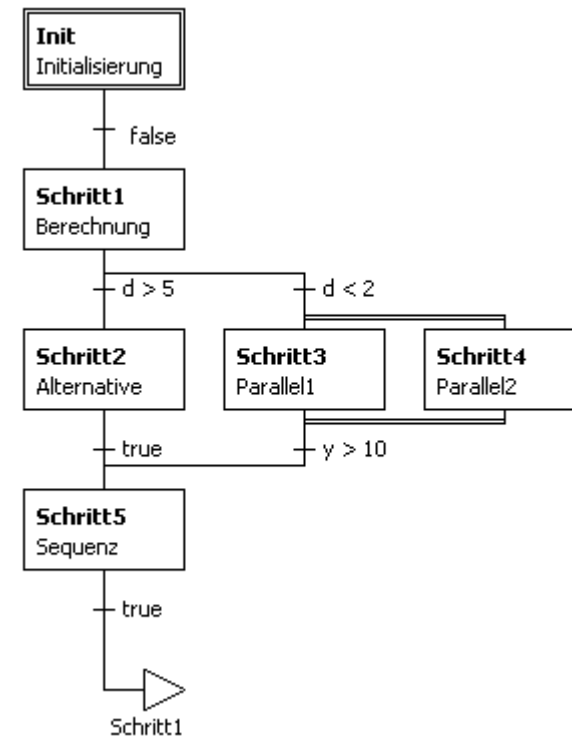 Init
Initialisierung
false
Schritt1
Berechnung
d > 5
d < 2
Schritt2
Alternative
Schritt3
Parallel1
Schritt4
Parallel2
true
y > 10
Schritt5
Sequenz
true
Schritt1